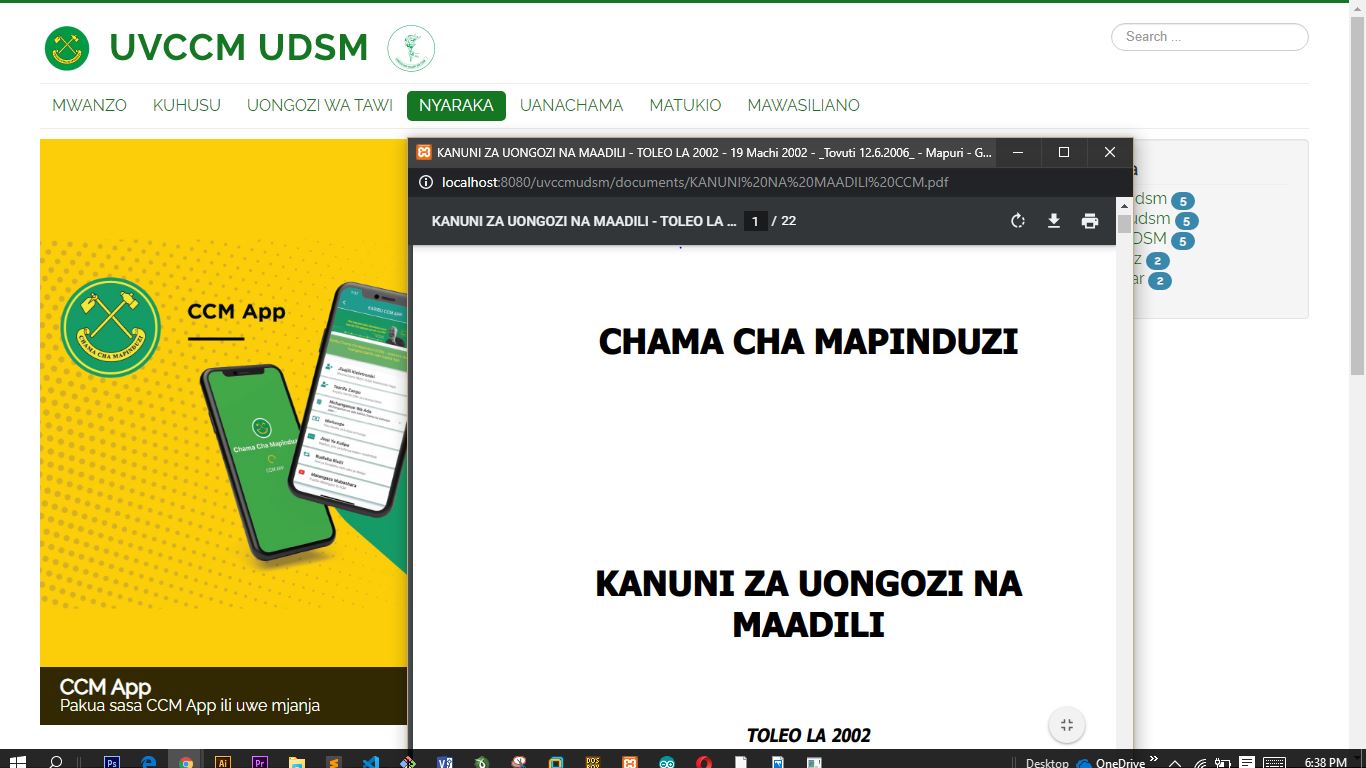 UVCCM UDSM
Search ...
MWANZO KUHUSU UONGOZI WA TAWI NYARAKA UANACHAMA MATUKIO MAWASILIANO
KANUNI ZA UONGOZI NA MAADILI - TOLEO LA 2002 - 19 Machi 2002 - _Tovuti 12.6.2006_ - Mapuri - G...
localhost:8080/uvccmudsm/documents/KANUNI%20NA%20MAADILI%20CCM.pdf
KANUNI ZA UONGOZI NA MAADILI - TOLEO LA ... 1 / 22
5
5
5
2
2
CHAMA CHA MAPINDUZI
KANUNI ZA UONGOZI NA
MAADILI
TOLEO LA 2002
CCM App
CHAMA CHA MAPINDUZI
Chama Cha Mapinduzi
CCM APP
CCM App
Pakua sasa CCM App ili uwe mjanja
Desktop OneDrive 6:38 PM